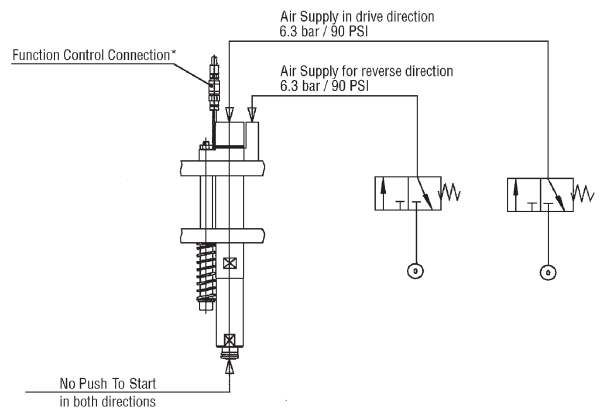 Air Supply in drive direction
6.3 bar / 90 PSI
Function Control Connection*
Air Supply for reverse direction
6.3 bar / 90 PSI
No Push To Start
in both directions